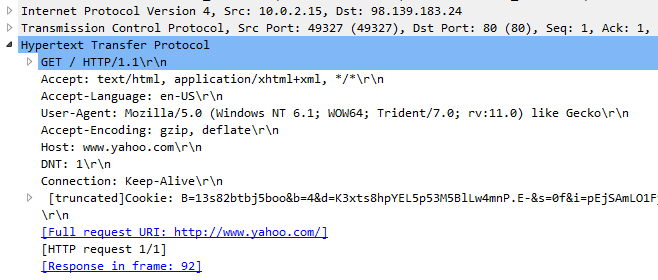 Internet Protocol Version 4, Src: 10.0.2.15, Dst: 98.139.183.24
Transmission Control Protocol, Src Port: 49327 (49327), Dst Port: 80 (80), Seq: 1, Ack: 1,
Hypertext Transfer Protocol
GET / HTTP/1.1\r\n
Accept: text/html, application/xhtml+xml, */*\r\n
Accept-Language: en-US\r\n
User-Agent: Mozilla/5.0 (Windows NT 6.1; WOW64; Trident/7.0; rv:11.0) like Gecko\r\n
Accept-Encoding: gzip, deflate\r\n
Host: www.yahoo.com\r\n
DNT: 1\r\n
Connection: Keep-Alive\r\n
[truncated]Cookie: B=13s82btbj5boo&b=4&d=K3xts8hpYEL5p53M5BlLw4mnP.E-&s=0f&i=pEjSAmLO1F
\r\n
[Full request URI: http://www.yahoo.com/]
[HTTP request 1/1]
[Response in frame: 92]